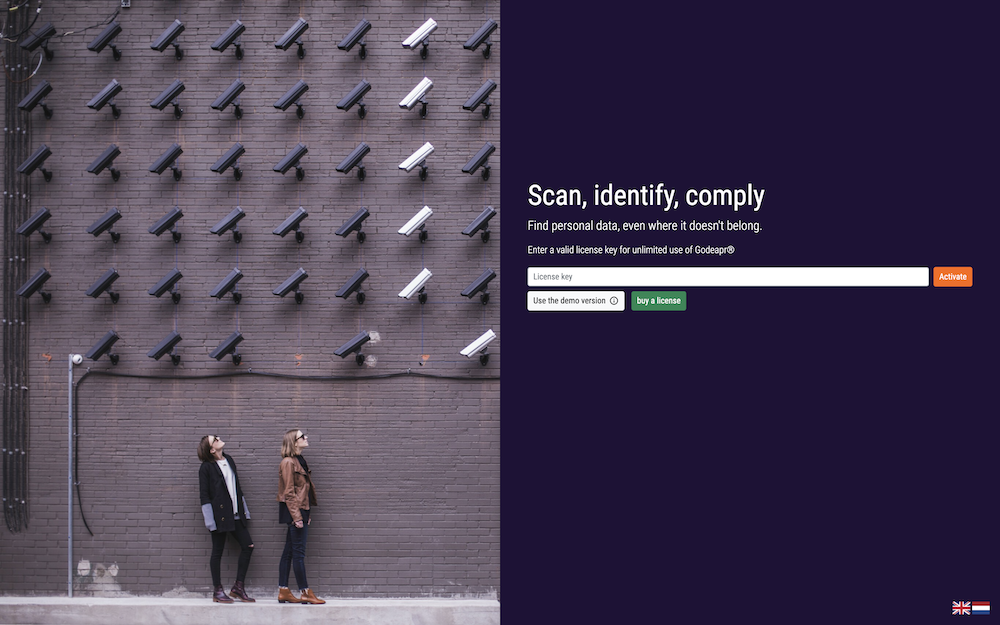 Scan, identify, comply
Find personal data, even where it doesn't belong.
Enter a valid license key for unlimited use of Godeapr®
License key
Activate
Use the demo version
buy a license